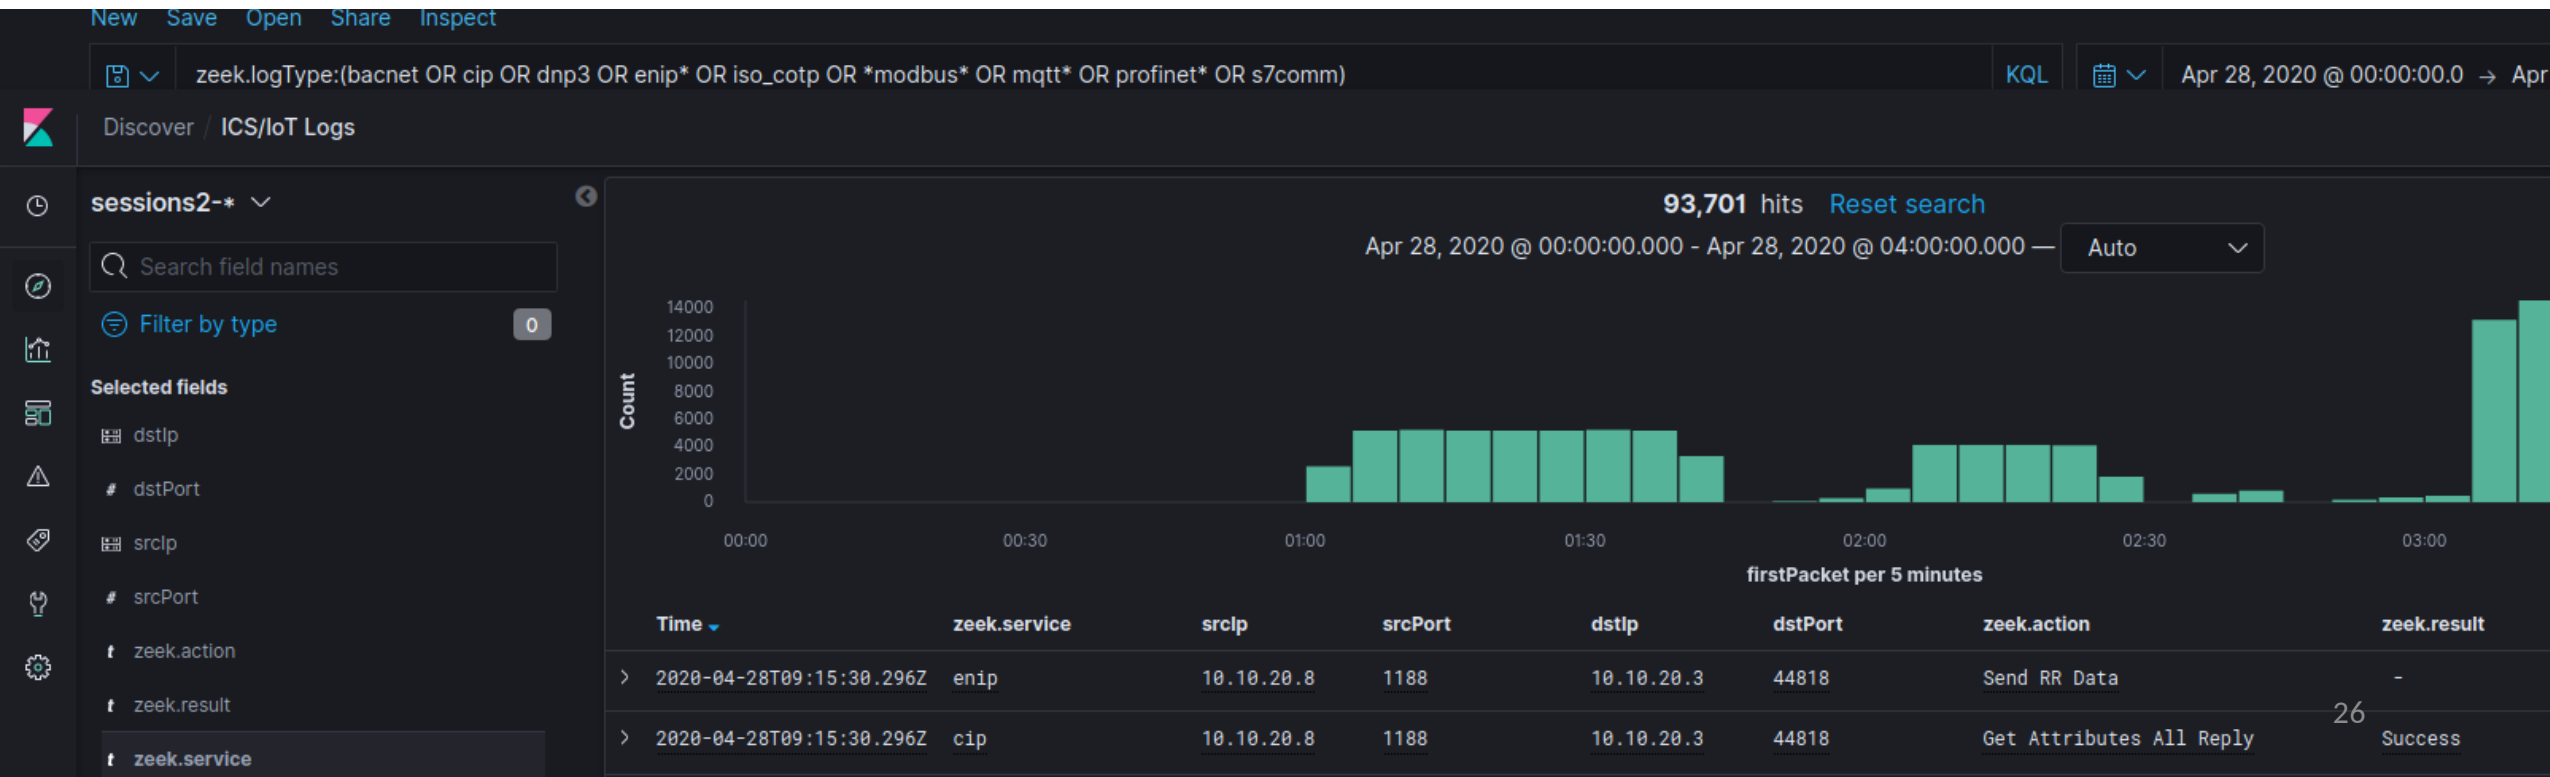 New Save Open Share Inspect
zeek.logType:(bacnet OR cip OR dnp3 OR enip* OR iso_cotp OR *modbus* OR mqtt* OR profinet* OR s7comm) KQL Apr 28, 2020 @ 00:00:00.0 → Apr
Discover / ICS/IoT Logs
sessions2-*
Search field names
Filter by type 0
Selected fields
dstIp
# dstPort
srcIp
# srcPort
t zeek.action
t zeek.result
t zeek.service
93,701 hits Reset search
Apr 28, 2020 @ 00:00:00.000 - Apr 28, 2020 @ 04:00:00.000 — Auto
Count
14000
12000
10000
8000
6000
4000
2000
0
00:00 00:30 01:00 01:30 02:00 02:30 03:00
firstPacket per 5 minutes
Time zeek.service srcIp srcPort dstIp dstPort zeek.action zeek.result
2020-04-28T09:15:30.296Z enip 10.10.20.8 1188 10.10.20.3 44818 Send RR Data -
26
2020-04-28T09:15:30.296Z cip 10.10.20.8 1188 10.10.20.3 44818 Get Attributes All Reply Success